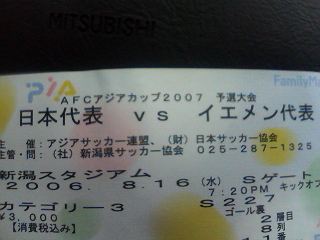 MITSUBISHI
PIA
FamilyMa
AFCアジアカップ2007 予選大会
日本代表 vs イエメン代表
主 催：アジアサッカー連盟、(財)日本サッカー協会
主管・問：(社)新潟県サッカー協会 025-287-1325
新潟スタジアム
2006. 8.16(水) Sゲート
7:20PM キックオフ
カテゴリー3 S227
¥3,000 ゴール裏
【消費税込み】 2層目
8列
1番